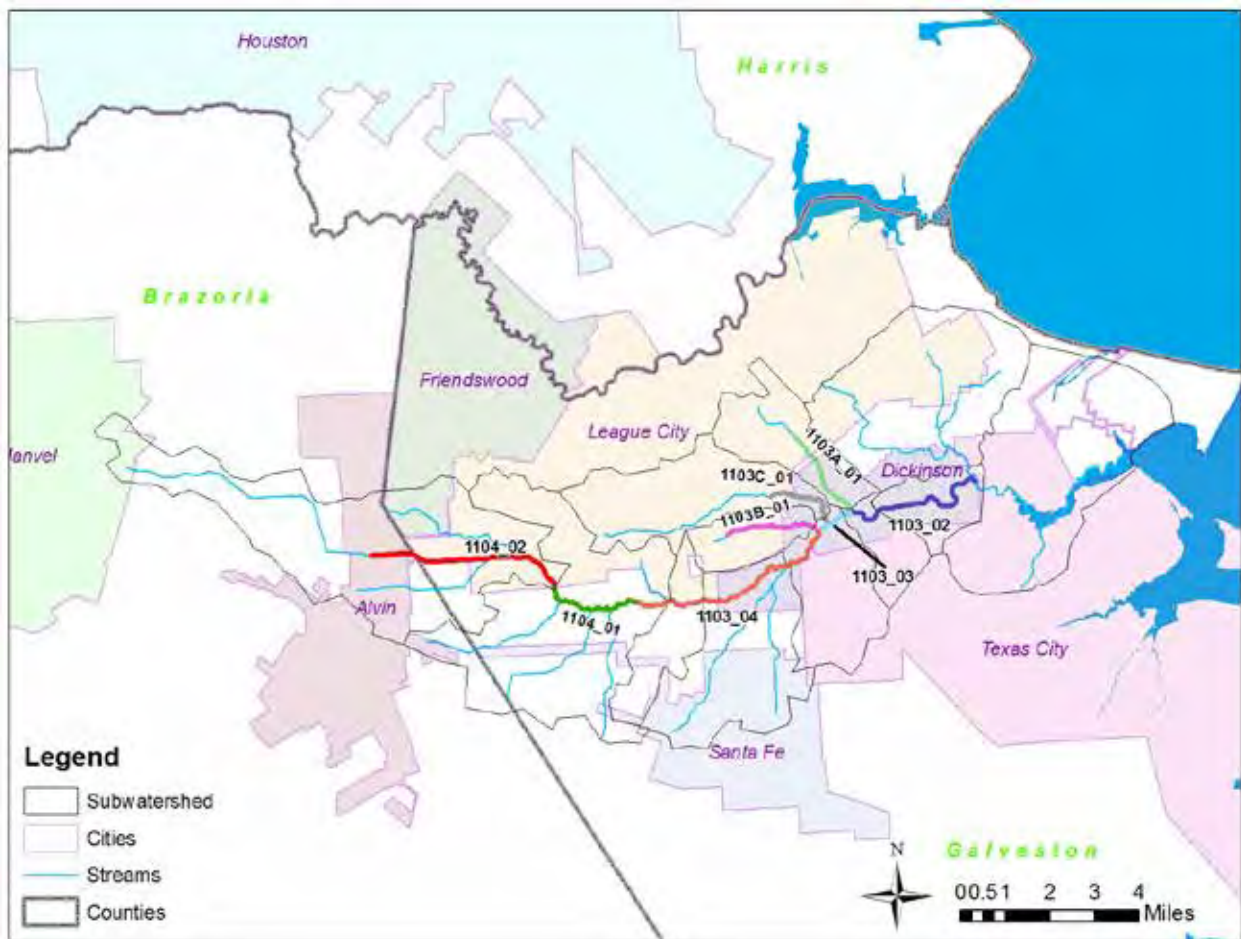 Houston
Harris
Brazoria
Friendswood
League City
anvel
1103A_01
1103C_01
Dickinson
1103B_01
1103_02
1104_02
1103_03
Alvin
1104_01
1103_04
Texas City
Santa Fe
Legend
Subwatershed
Cities
Streams
Counties
N
Galveston
00.51 2 3 4
Miles